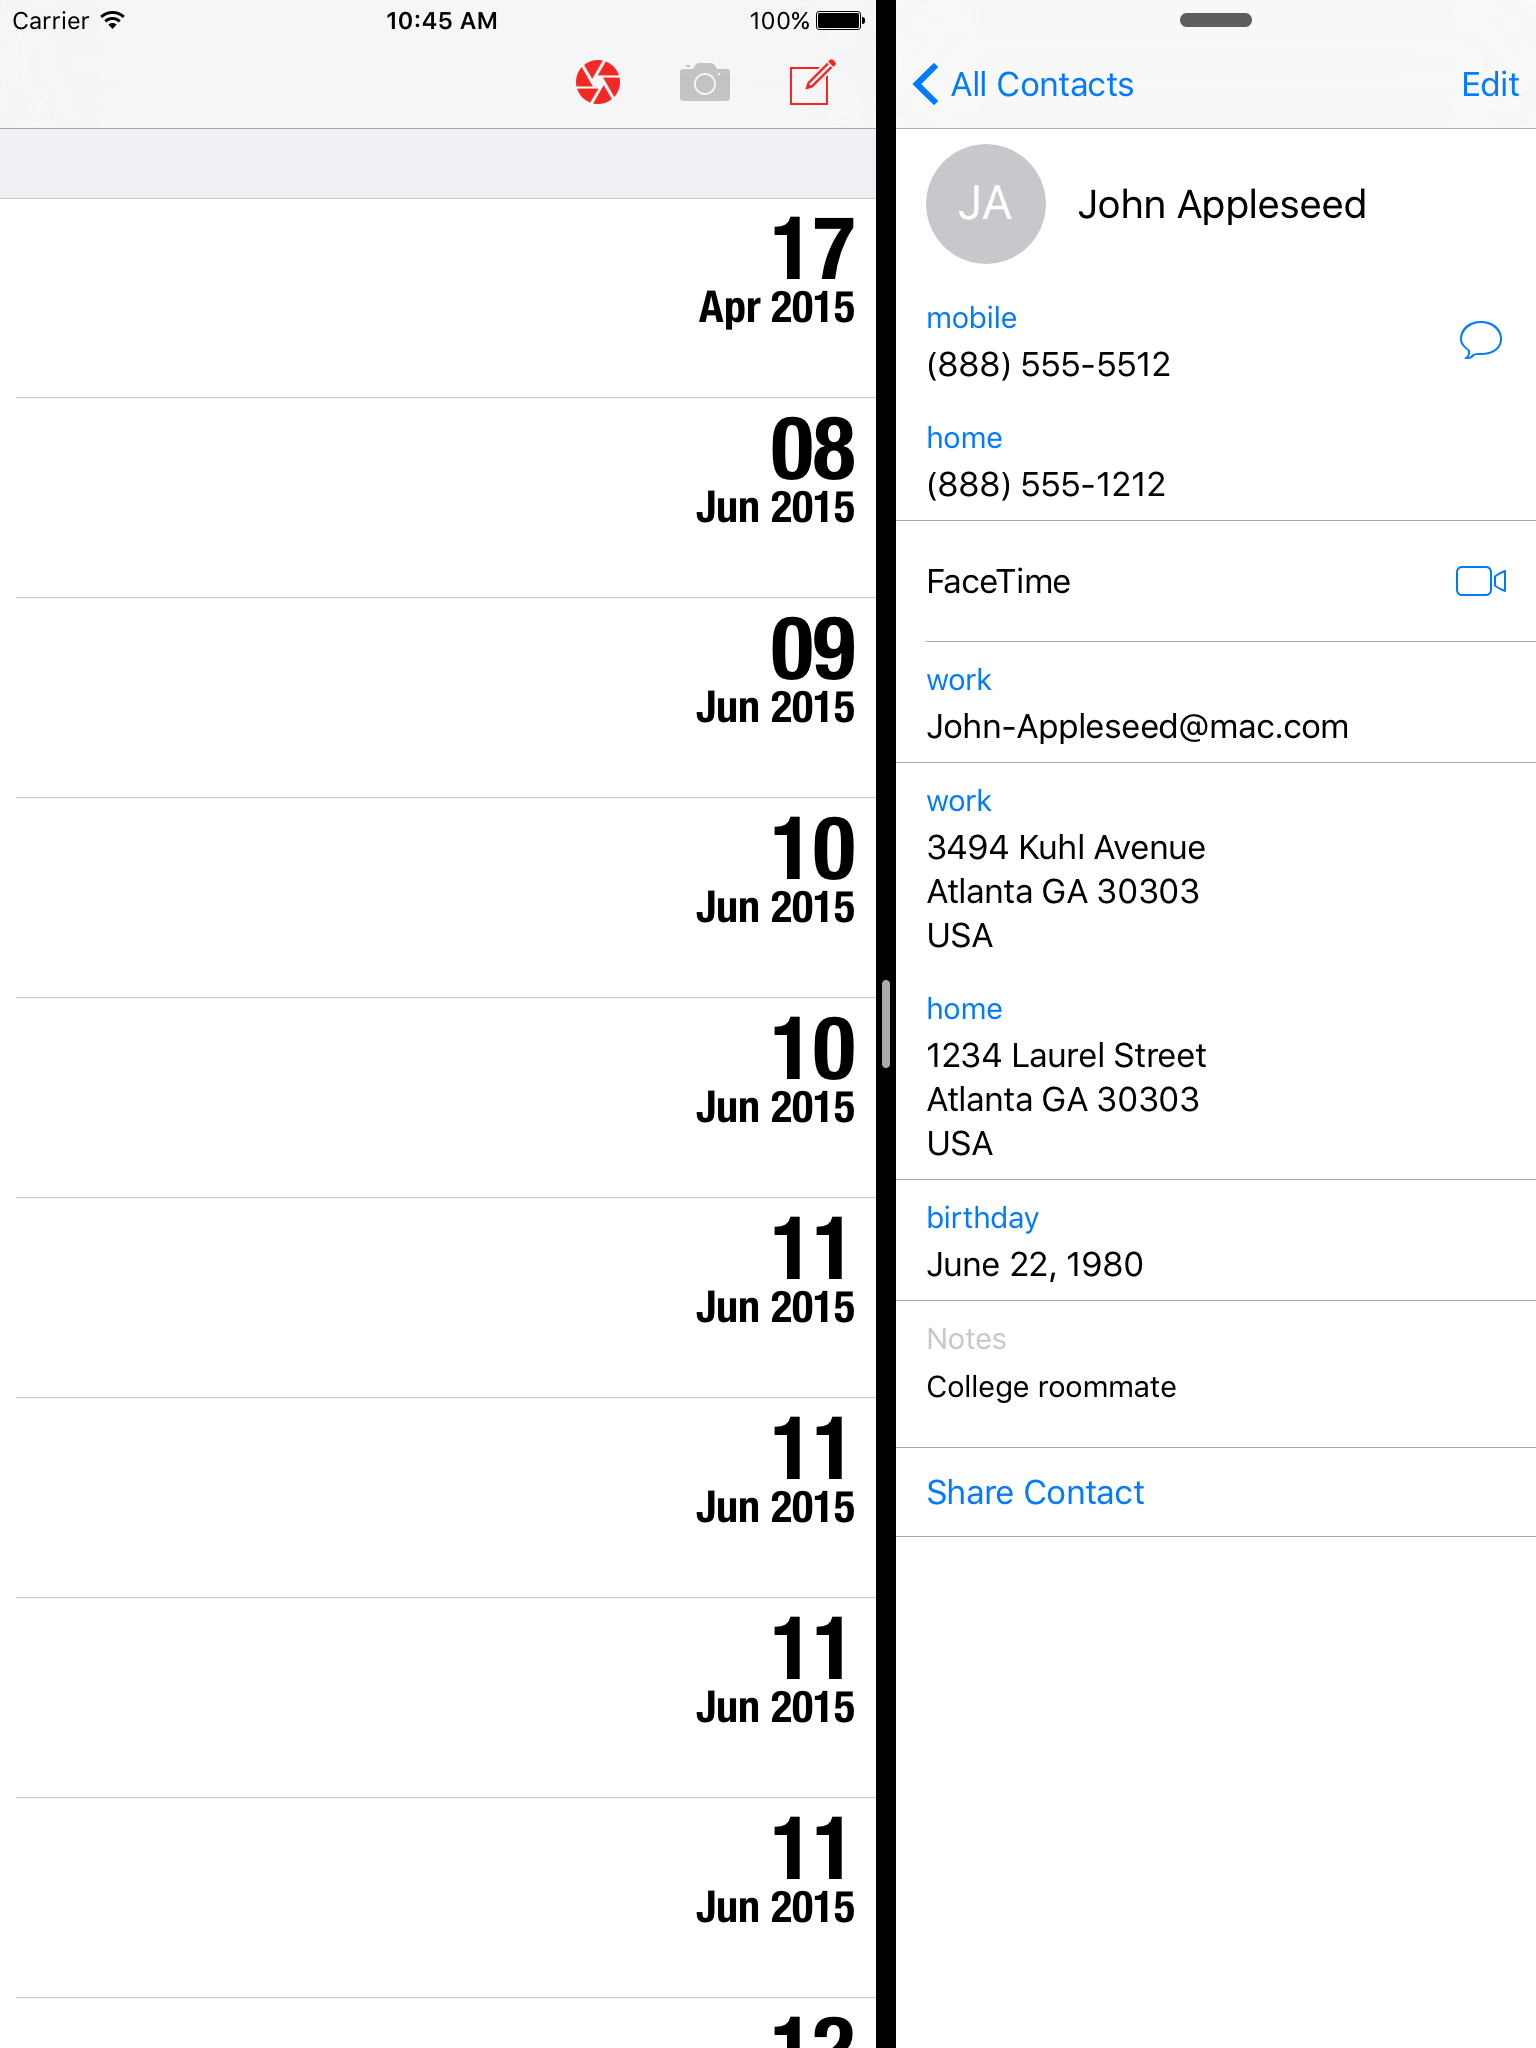 Carrier 10:45 AM 100%
17
Apr 2015
08
Jun 2015
09
Jun 2015
10
Jun 2015
10
Jun 2015
11
Jun 2015
11
Jun 2015
11
Jun 2015
11
Jun 2015
12
All Contacts Edit
JA John Appleseed
mobile
(888) 555-5512
home
(888) 555-1212
FaceTime
work
John-Appleseed@mac.com
work
3494 Kuhl Avenue
Atlanta GA 30303
USA
home
1234 Laurel Street
Atlanta GA 30303
USA
birthday
June 22, 1980
Notes
College roommate
Share Contact